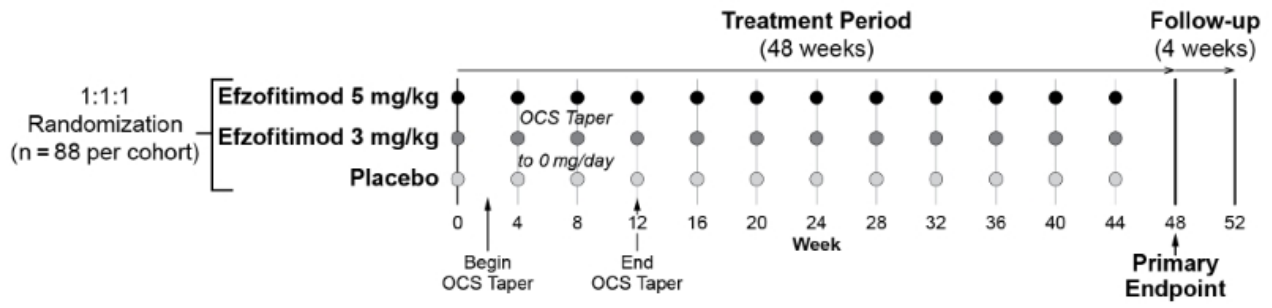 Treatment Period
(48 weeks)
Follow-up
(4 weeks)
1:1:1
Randomization
(n = 88 per cohort)
Efzofitimod 5 mg/kg
OCS Taper
Efzofitimod 3 mg/kg
to 0 mg/day
Placebo
0 4 8 12 16 20 24 28 32 36 40 44 48 52
Week
Begin
OCS Taper
End
OCS Taper
Primary
Endpoint